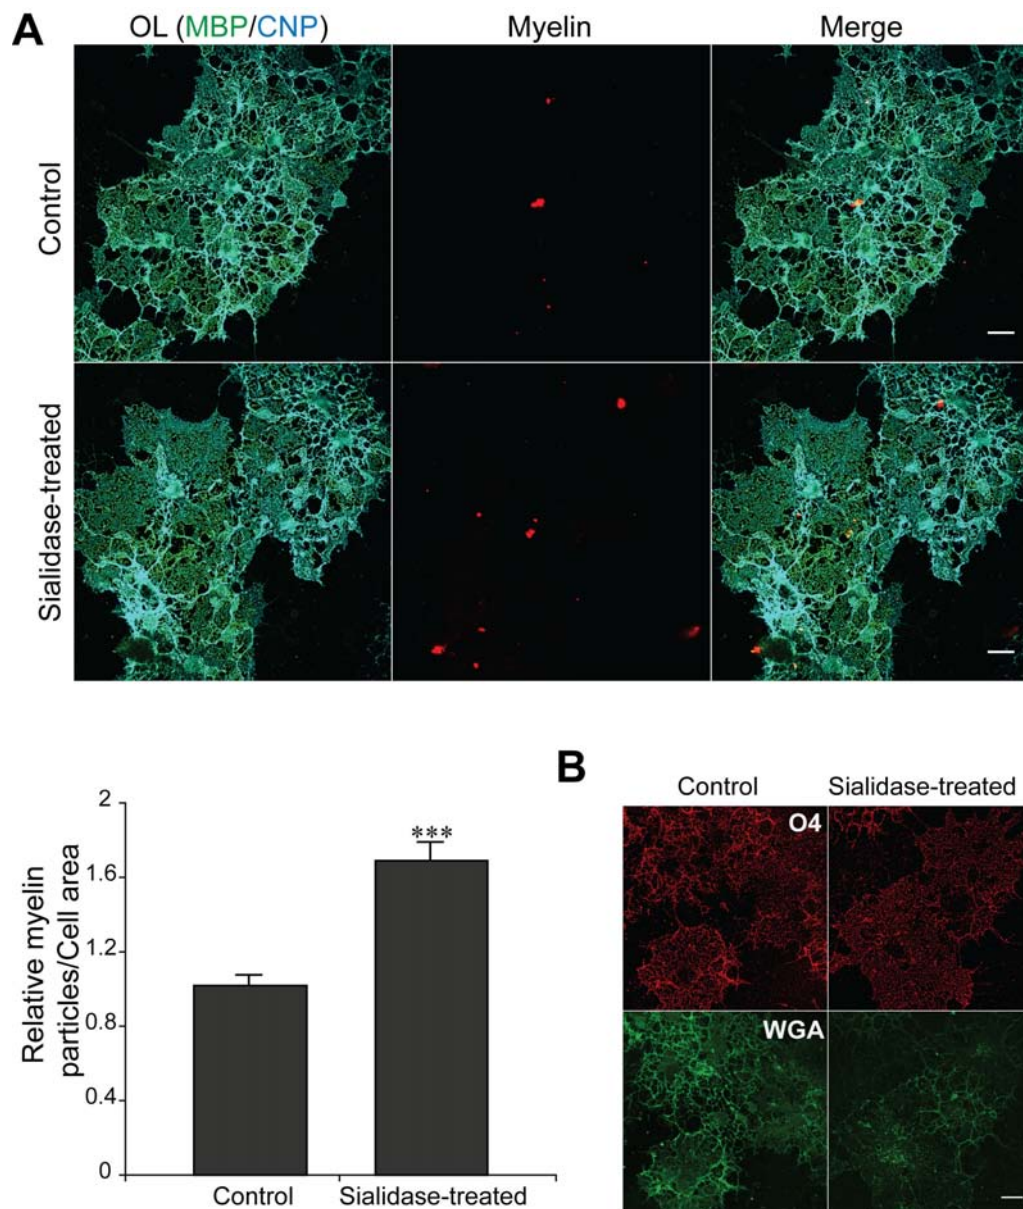 A
OL (MBP/CNP)
Myelin
Merge
Control
Sialidase-treated
Relative myelin
particles/Cell area
2
1.6
1.2
0.8
0.4
0
***
Control
Sialidase-treated
B
Control
Sialidase-treated
O4
WGA